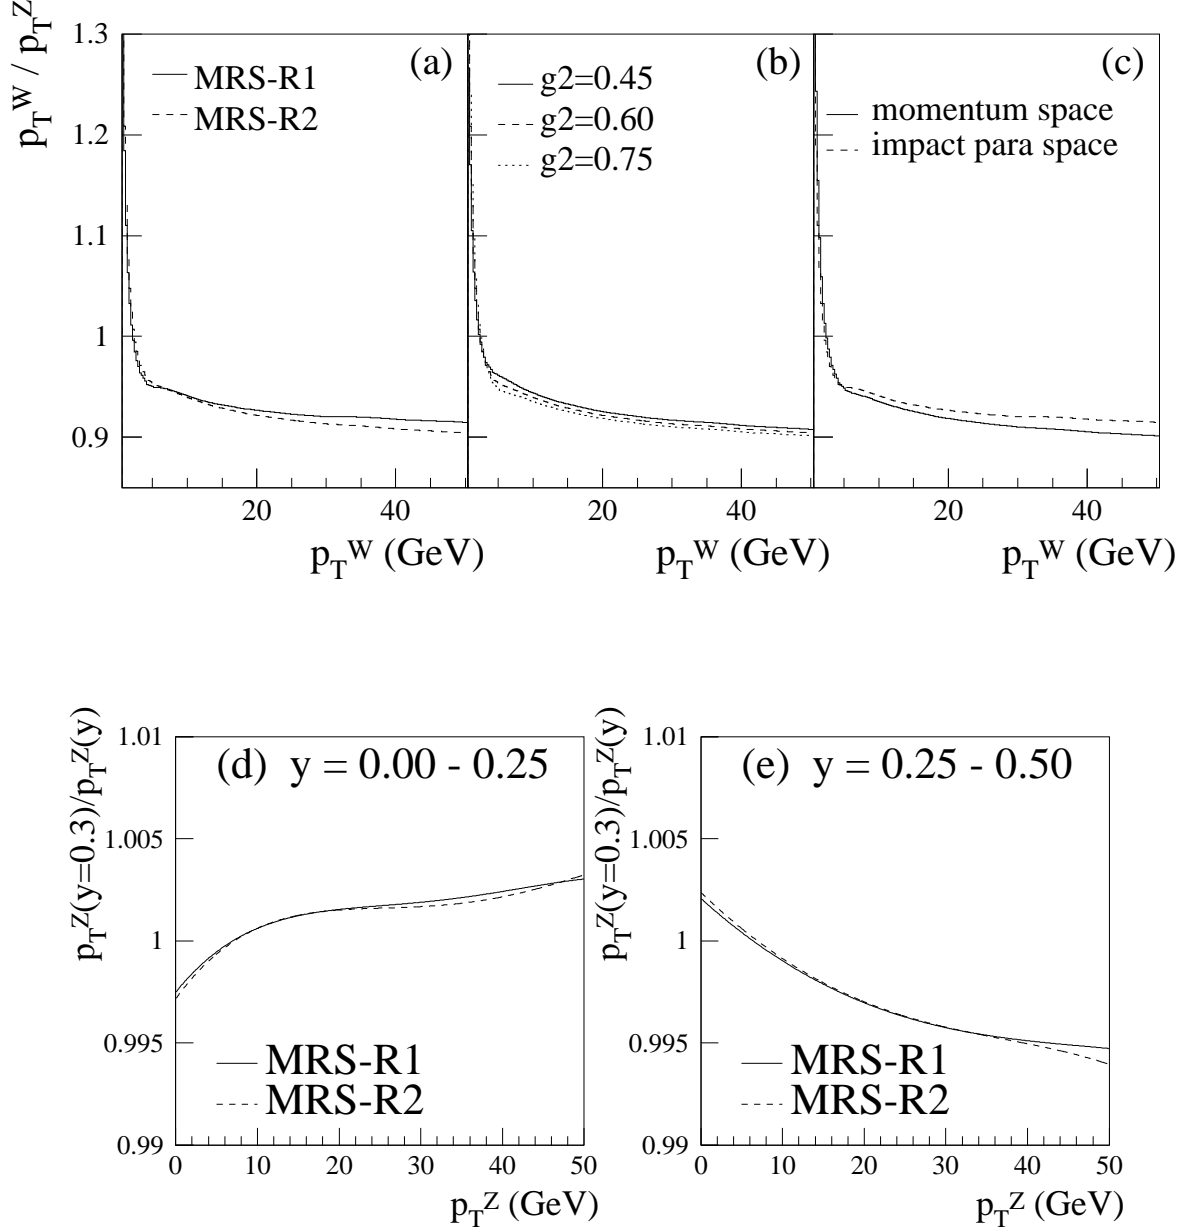 p_T^W / p_T^Z
1.3
1.2
1.1
1
0.9
(a)
MRS-R1
MRS-R2
20
40
p_T^W (GeV)
(b)
g2=0.45
g2=0.60
g2=0.75
20
40
p_T^W (GeV)
(c)
momentum space
impact para space
20
40
p_T^W (GeV)
p_T^Z(y=0.3)/p_T^Z(y)
1.01
1.005
1
0.995
0.99
(d) y = 0.00 - 0.25
MRS-R1
MRS-R2
0 10 20 30 40 50
p_T^Z (GeV)
p_T^Z(y=0.3)/p_T^Z(y)
1.01
1.005
1
0.995
0.99
(e) y = 0.25 - 0.50
MRS-R1
MRS-R2
0 10 20 30 40 50
p_T^Z (GeV)